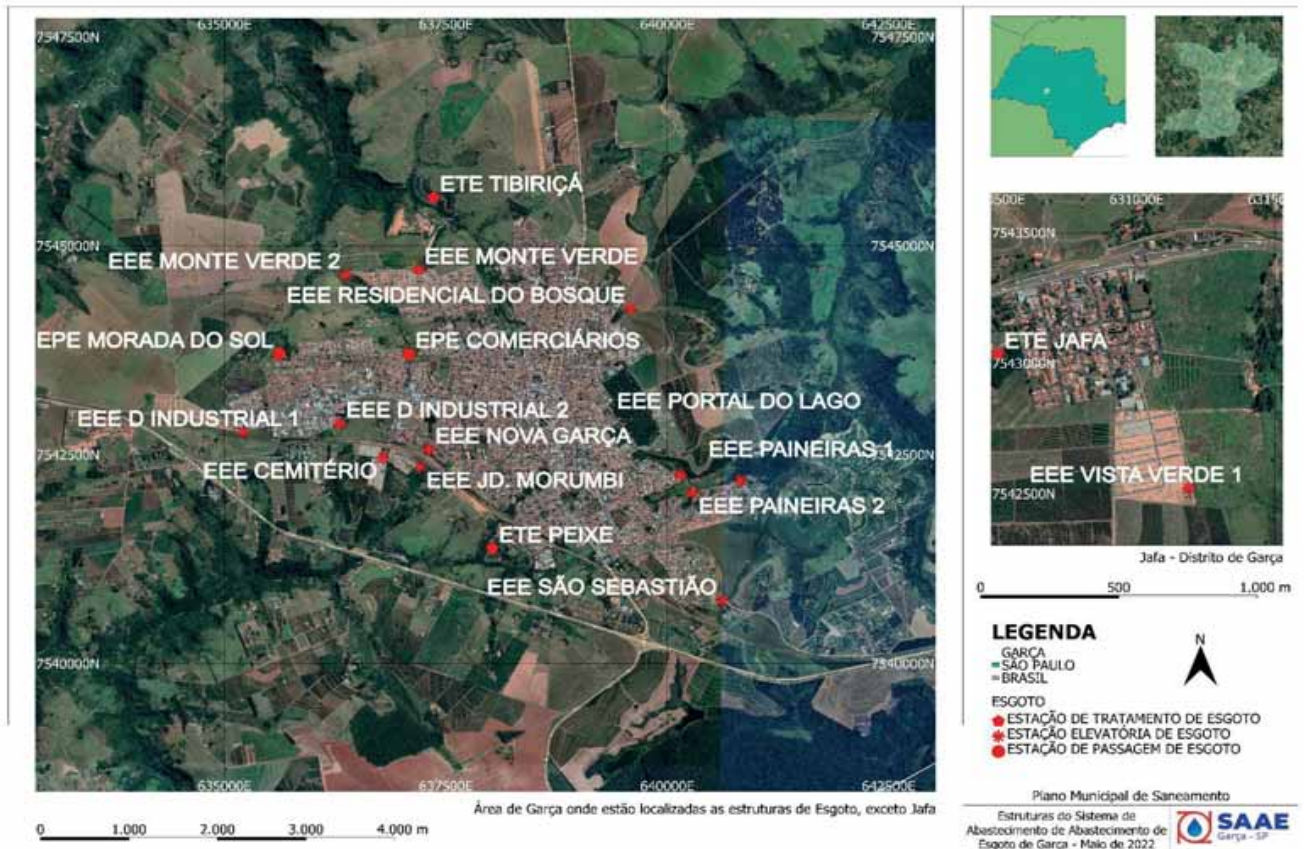 635000E 637500E 640000E 642500E
7547500N 7547500N
ETE TIBIRIÇÁ
7545000N 7545000N
EEE MONTE VERDE 2 EEE MONTE VERDE
EEE RESIDENCIAL DO BOSQUE
EPE MORADA DO SOL EPE COMERCIÁRIOS
EEE PORTAL DO LAGO
EEE D INDUSTRIAL 1 EEE D INDUSTRIAL 2
EEE NOVA GARÇA
7542500N 7542500N
EEE CEMITÉRIO EEE PAINEIRAS 1
EEE JD. MORUMBI
EEE PAINEIRAS 2
ETE PEIXE
EEE SÃO SEBASTIÃO
7540000N 7540000N
635000E 637500E 640000E 642500E
Área de Garça onde estão localizadas as estruturas de Esgoto, exceto Jafa
0 1.000 2.000 3.000 4.000 m
500E 631000E 6315
7543500N
ETE JAFA
7543000N
EEE VISTA VERDE 1
7542500N
Jafa - Distrito de Garça
0 500 1,000 m
LEGENDA
N
GARÇA
SÃO PAULO
BRASIL
ESGOTO
ESTAÇÃO DE TRATAMENTO DE ESGOTO
ESTAÇÃO ELEVATÓRIA DE ESGOTO
ESTAÇÃO DE PASSAGEM DE ESGOTO
Plano Municipal de Saneamento
Estruturas do Sistema de
Abastecimento de Abastecimento de
Esgoto de Garça - Maio de 2022
SAAE
Garça - SP